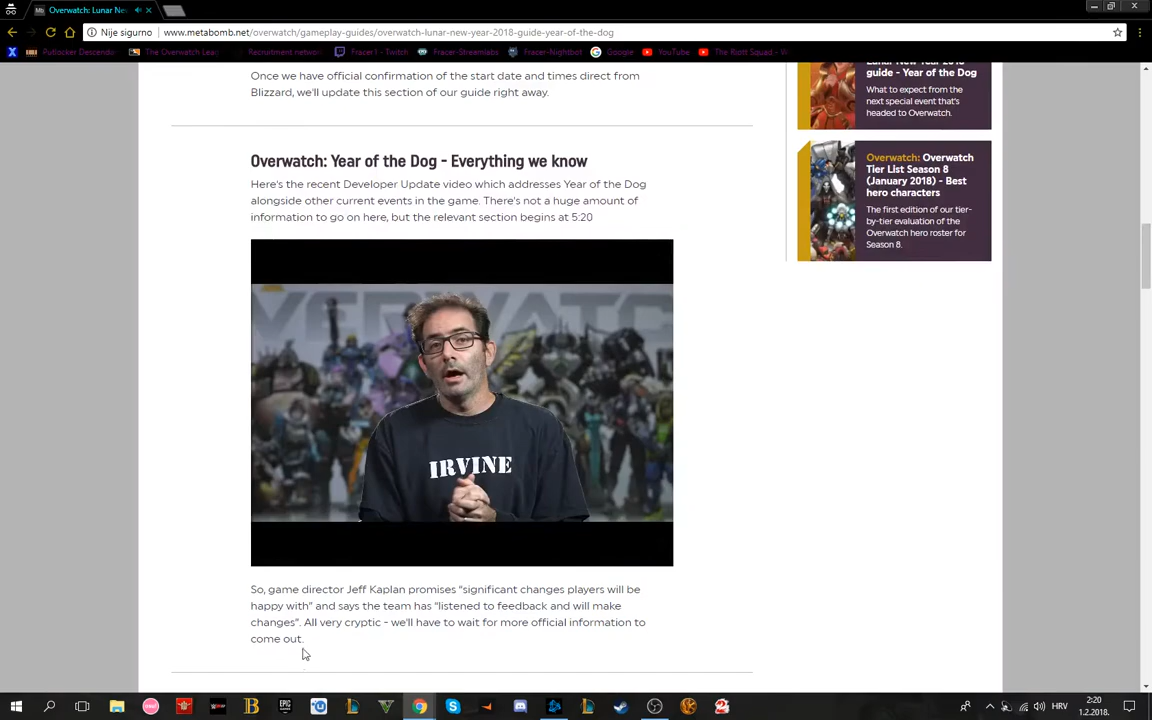 Overwatch: Lunar Ne
Nije sigurno
www.metabomb.net/overwatch/gameplay-guides/overwatch-lunar-new-year-2018-guide-year-of-the-dog
Putlocker Descenda
The Overwatch Lea
Recruitment networ
Fracer1 - Twitch
Fracer-Streamlabs
Fracer-Nightbot
Google
YouTube
Once we have official confirmation of the start date and times direct from
Blizzard, we'll update this section of our guide right away.
Overwatch: Year of the Dog - Everything we know
Here's the recent Developer Update video which addresses Year of the Dog
alongside other current events in the game. There's not a huge amount of
information to go on here, but the relevant section begins at 5:20
IRVINE
So, game director Jeff Kaplan promises "significant changes players will be
happy with" and says the team has "listened to feedback and will make
changes". All very cryptic - we'll have to wait for more official information to
come out.
Lunar New Year 2018
guide - Year of the Dog
What to expect from the
next special event that's
headed to Overwatch.
Overwatch: Overwatch
Tier List Season 8
(January 2018) - Best
hero characters
The first edition of our tier-
by-tier evaluation of the
Overwatch hero roster for
Season 8.
HRV
2:20
1.2.2018.